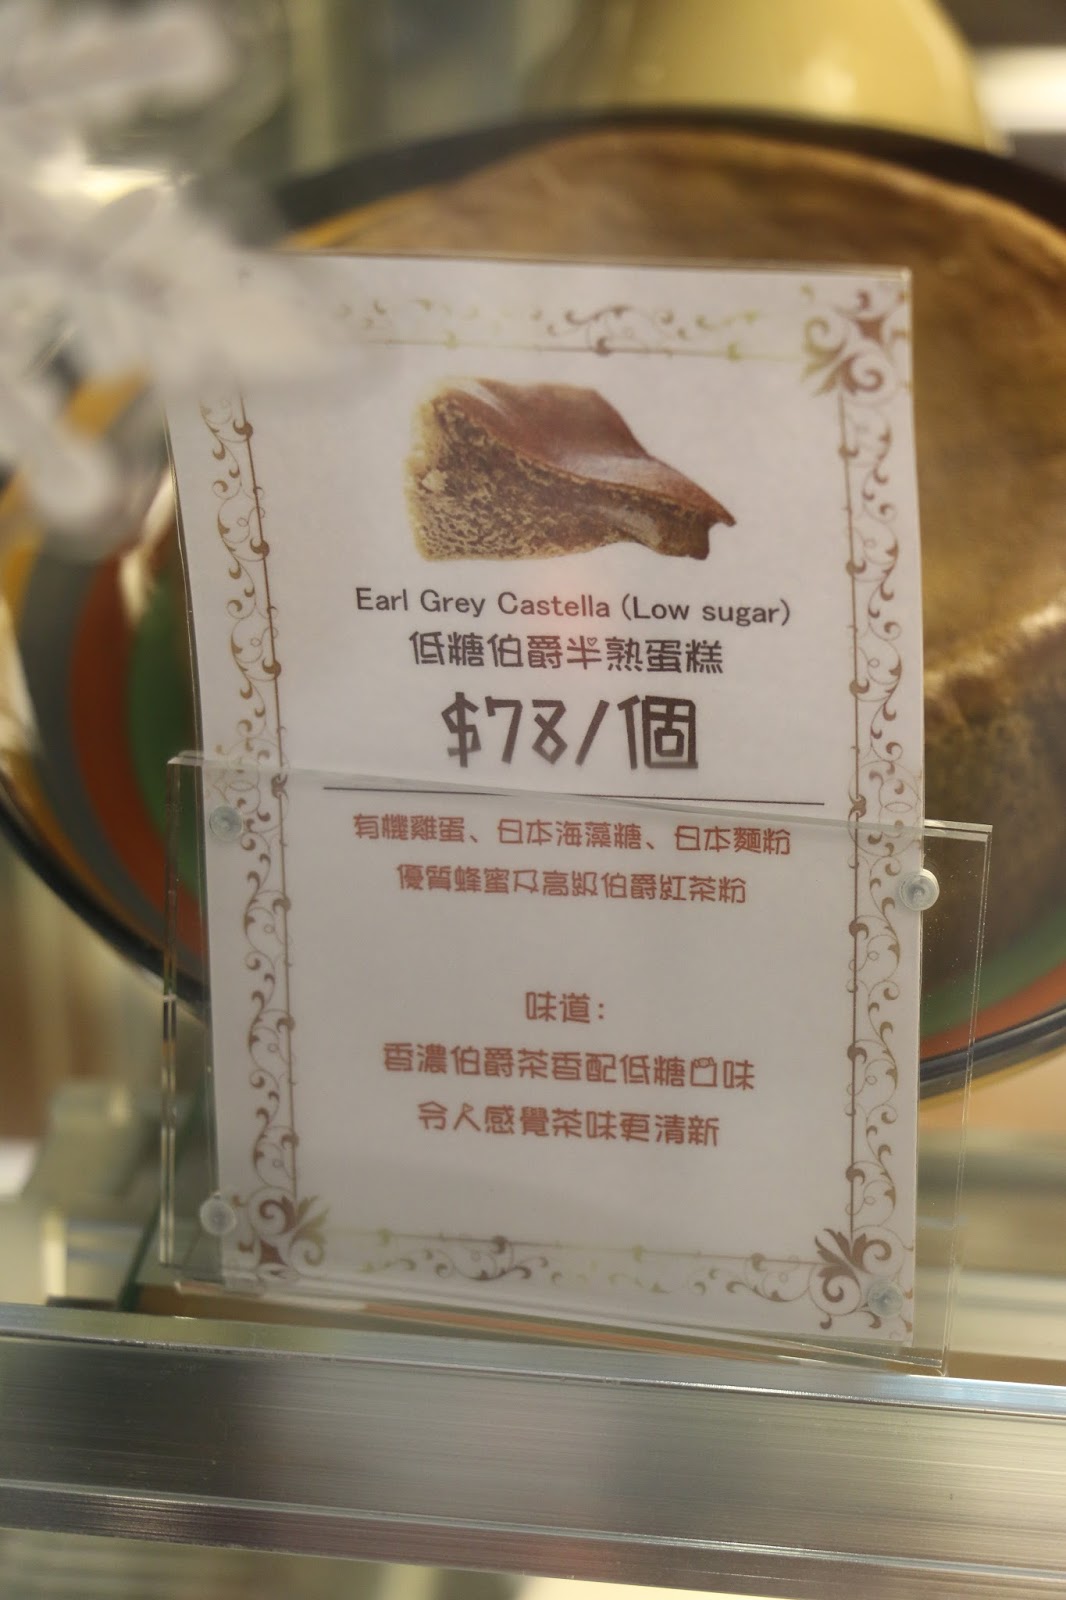 Earl Grey Castella (Low sugar)
低糖伯爵半熟蛋糕
$78/個
有機雞蛋、日本海藻糖、日本麵粉
優質蜂蜜及高級伯爵紅茶粉
味道:
香濃伯爵茶香配低糖口味
令人感覺茶味更清新